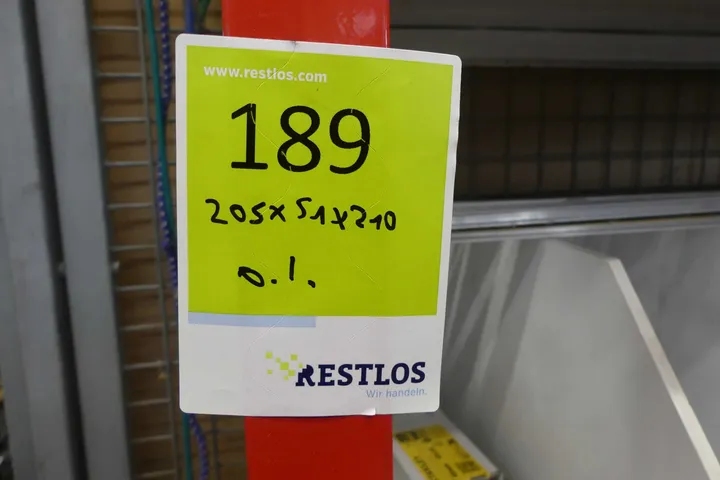 www.restlos.com
189
205x51x210
o.I.
RESTLOS
Wir handeln.